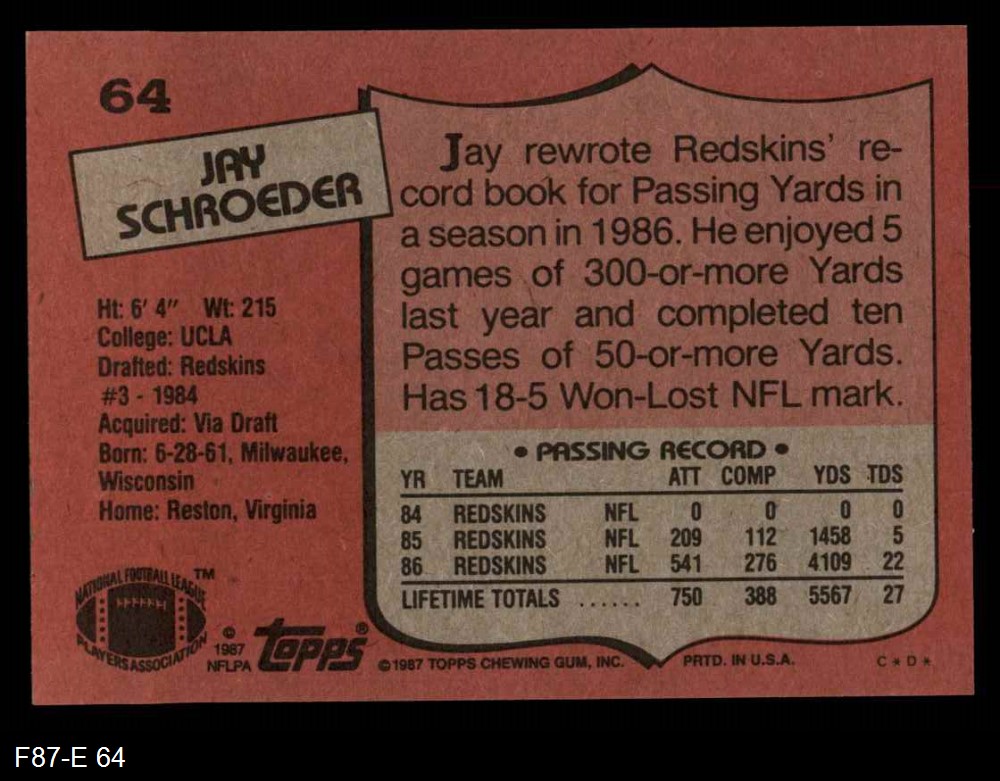 64
JAY
SCHROEDER
Ht: 6' 4" Wt: 215
College: UCLA
Drafted: Redskins
#3 - 1984
Acquired: Via Draft
Born: 6-28-61, Milwaukee,
Wisconsin
Home: Reston, Virginia
Jay rewrote Redskins' re-
cord book for Passing Yards in
a season in 1986. He enjoyed 5
games of 300-or-more Yards
last year and completed ten
Passes of 50-or-more Yards.
Has 18-5 Won-Lost NFL mark.
• PASSING RECORD •
YR TEAM ATT COMP YDS TDS
84 REDSKINS NFL 0 0 0 0
85 REDSKINS NFL 209 112 1458 5
86 REDSKINS NFL 541 276 4109 22
LIFETIME TOTALS ...... 750 388 5567 27
NATIONAL FOOTBALL LEAGUE ™
PLAYERS ASSOCIATION
©
1987
NFLPA
topps®
©1987 TOPPS CHEWING GUM, INC. PRTD. IN U.S.A. C * D *
F87-E 64